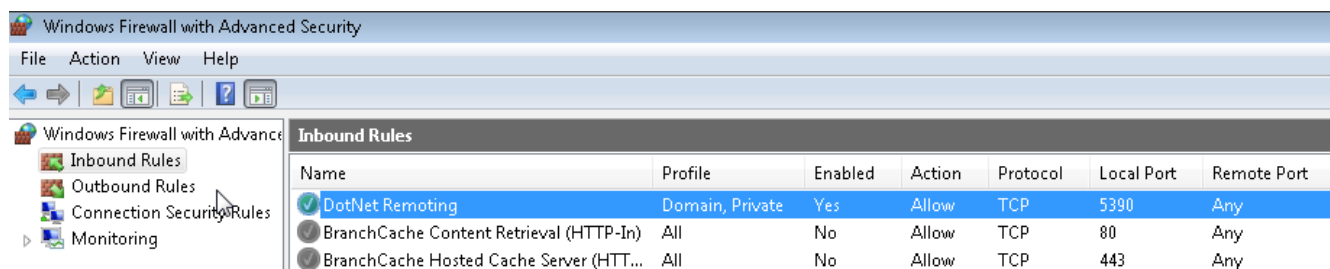 Windows Firewall with Advanced Security
File Action View Help
Windows Firewall with Advance
Inbound Rules
Outbound Rules
Connection Security Rules
Monitoring
Inbound Rules
Name Profile Enabled Action Protocol Local Port Remote Port
DotNet Remoting Domain, Private Yes Allow TCP 5390 Any
BranchCache Content Retrieval (HTTP-In) All No Allow TCP 80 Any
BranchCache Hosted Cache Server (HTT... All No Allow TCP 443 Any